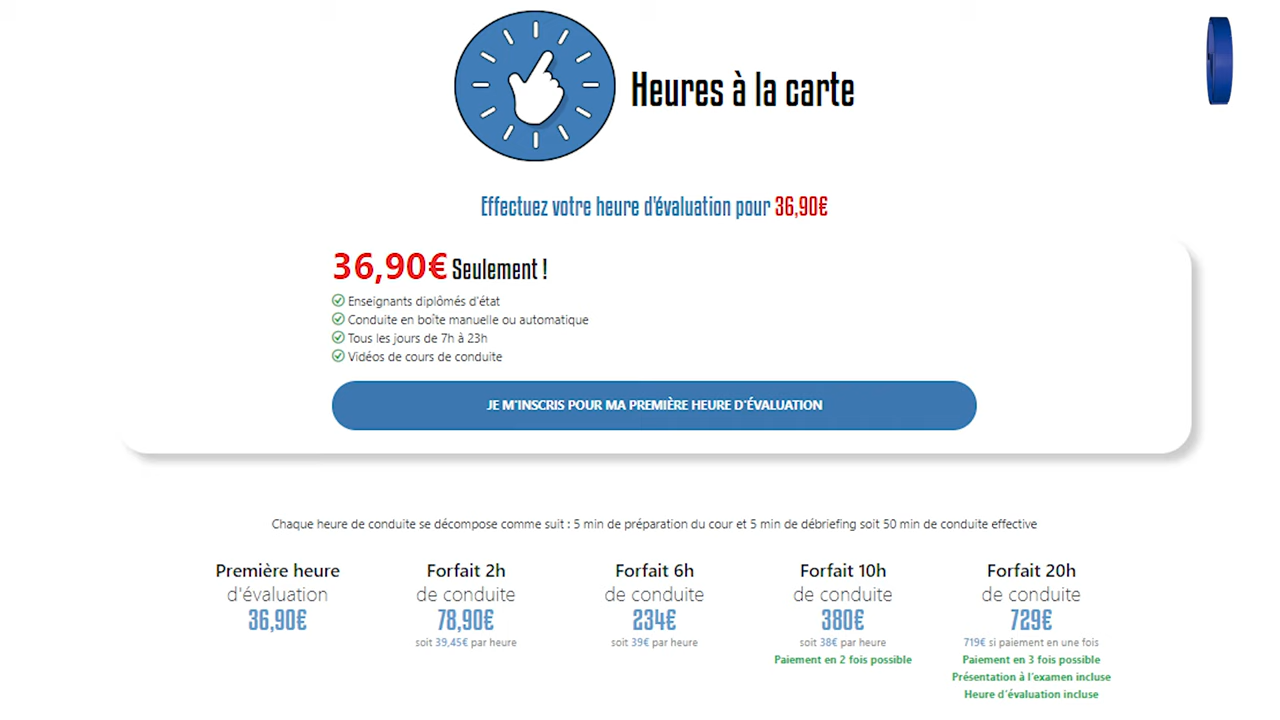 Heures à la carte
Effectuez votre heure d'évaluation pour 36,90€
36,90€ Seulement !
Enseignants diplômés d'état
Conduite en boîte manuelle ou automatique
Tous les jours de 7h à 23h
Vidéos de cours de conduite
JE M'INSCRIS POUR MA PREMIÈRE HEURE D'ÉVALUATION
Chaque heure de conduite se décompose comme suit : 5 min de préparation du cour et 5 min de débriefing soit 50 min de conduite effective
Première heure
d'évaluation
36,90€
Forfait 2h
de conduite
78,90€
soit 39,45€ par heure
Forfait 6h
de conduite
234€
soit 39€ par heure
Forfait 10h
de conduite
380€
soit 38€ par heure
Paiement en 2 fois possible
Forfait 20h
de conduite
729€
719€ si paiement en une fois
Paiement en 3 fois possible
Présentation à l'examen incluse
Heure d'évaluation incluse